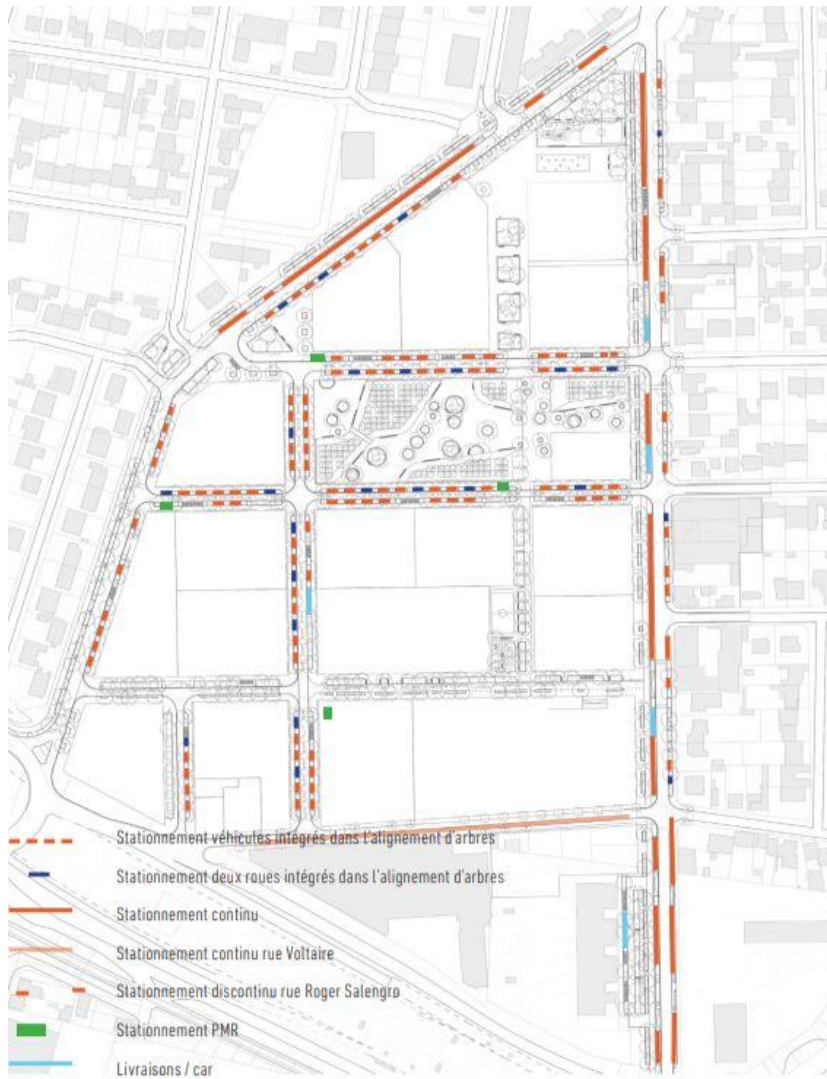 Stationnement véhicules intégrés dans l'alignement d'arbres
Stationnement deux roues intégrés dans l'alignement d'arbres
Stationnement continu
Stationnement continu rue Voltaire
Stationnement discontinu rue Roger Salengro
Stationnement PMR
Livraisons / car